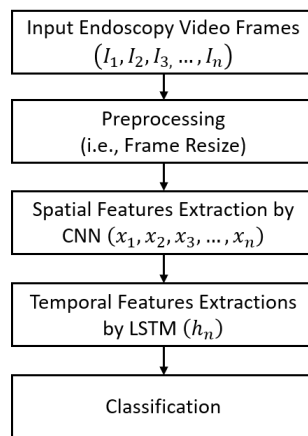 Input Endoscopy Video Frames
(I₁, I₂, I₃, …, Iₙ)
Preprocessing
(i.e., Frame Resize)
Spatial Features Extraction by
CNN (x₁, x₂, x₃, …, xₙ)
Temporal Features Extractions
by LSTM (hₙ)
Classification